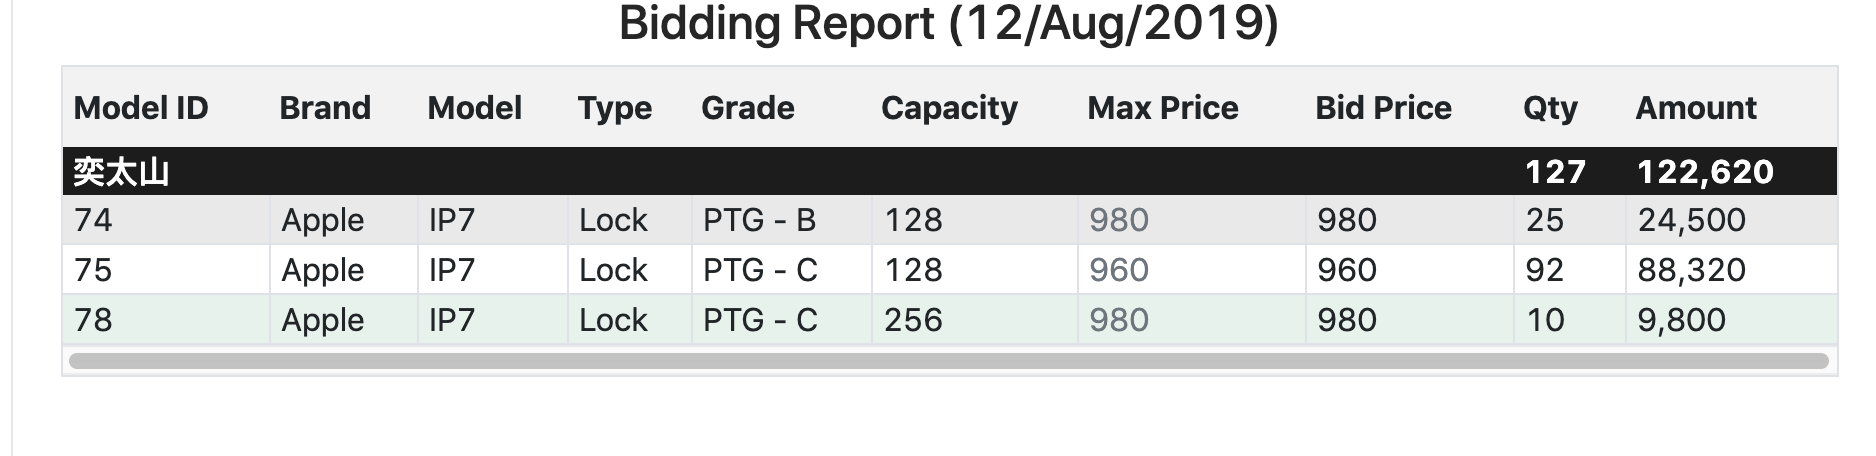 Bidding Report (12/Aug/2019)
Model ID Brand Model Type Grade Capacity Max Price Bid Price Qty Amount
奕太山 127 122,620
74 Apple IP7 Lock PTG - B 128 980 980 25 24,500
75 Apple IP7 Lock PTG - C 128 960 960 92 88,320
78 Apple IP7 Lock PTG - C 256 980 980 10 9,800